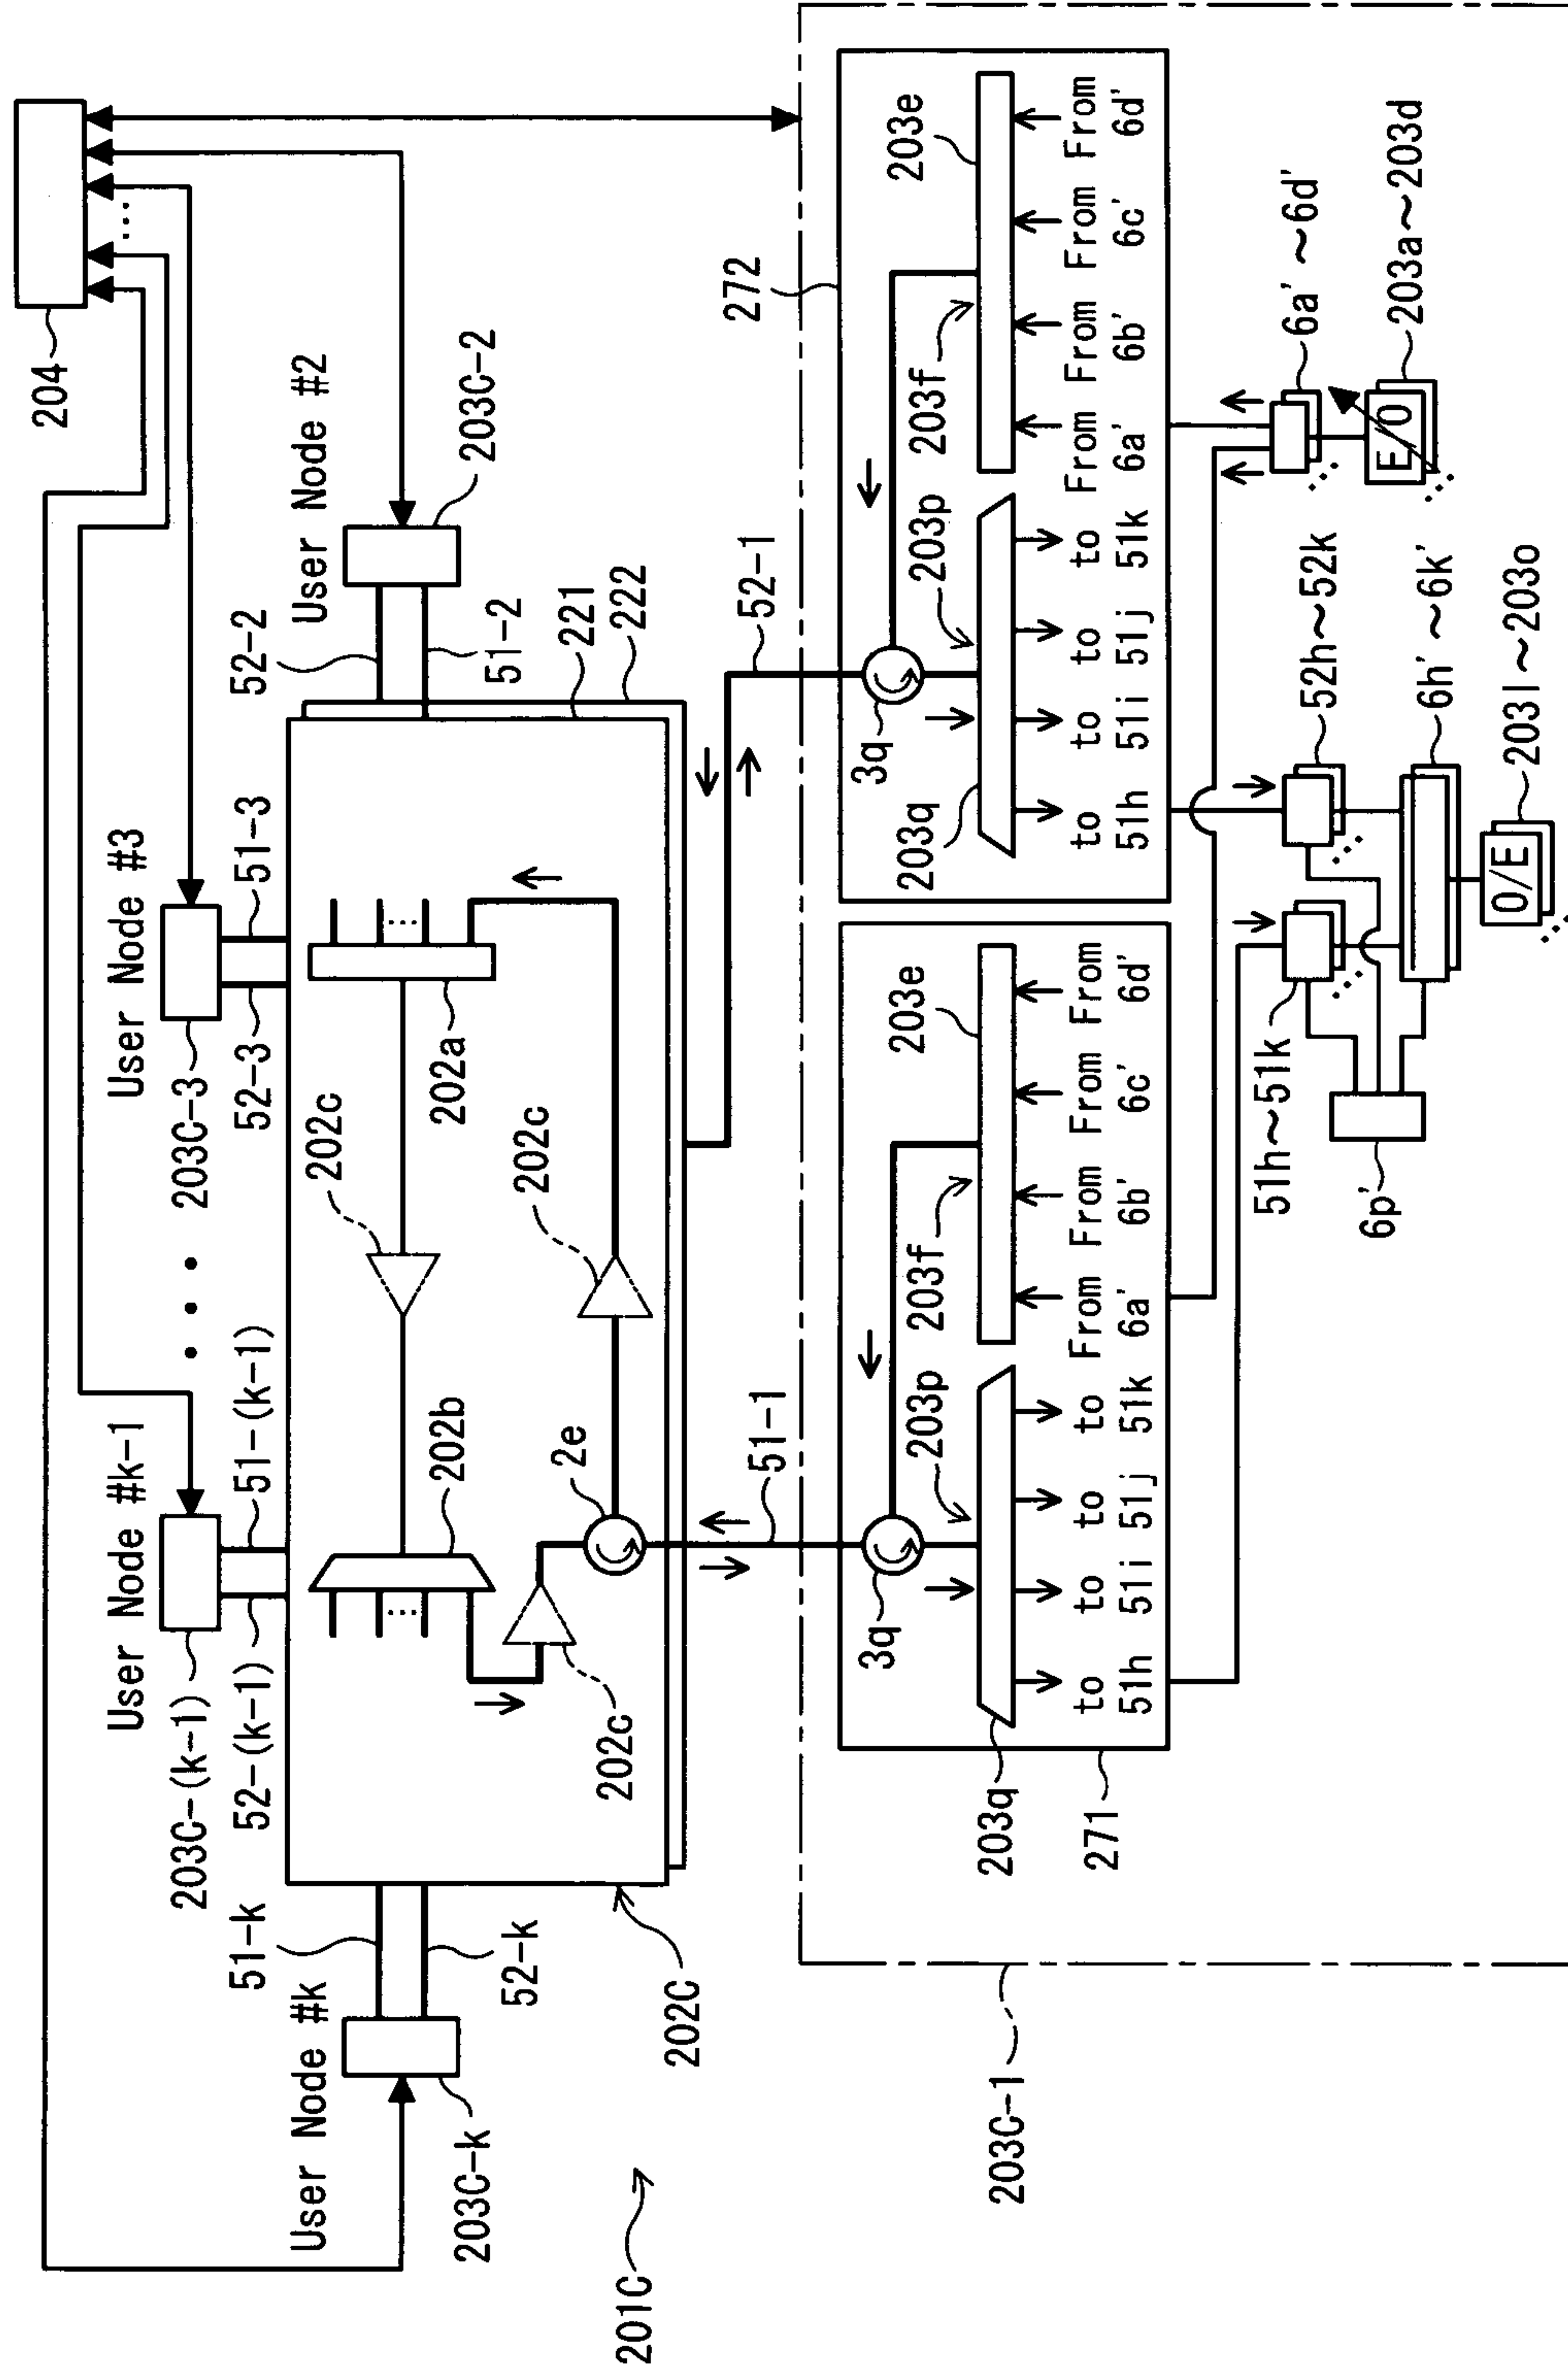 204
User Node #k
203C-k
51-k
52-k
User Node #k-1
203C-(k-1)
52-(k-1)
51-(k-1)
User Node #3
203C-3
52-3
51-3
User Node #2
52-2
51-2
203C-2
221
222
202C
202b
202c
202a
202c
202c
2e
201C
51-1
52-1
272
203C-1
271
203q
3q
203p
203f
203e
to
51h
to
51i
to
51j
to
51k
From
6a'
From
6b'
From
6c'
From
6d'
203q
3q
203p
203f
203e
to
51h
to
51i
to
51j
to
51k
From
6a'
From
6b'
From
6c'
From
6d'
51h~51k
52h~52k
6a'~6d'
6p'
6h'~6k'
E/O
203a~203d
O/E
203l~203o